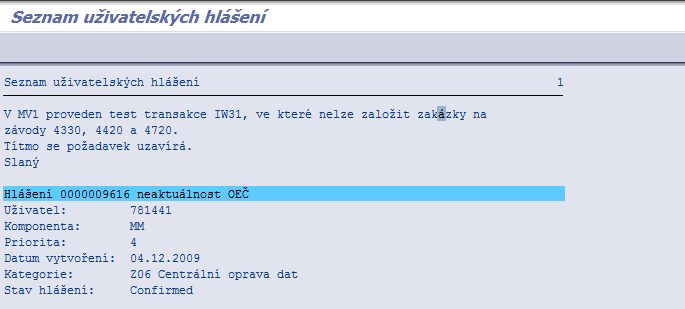 Seznam uživatelských hlášení
Seznam uživatelských hlášení 1
V MV1 proveden test transakce IW31, ve které nelze založit zakázky na
závody 4330, 4420 a 4720.
Tímto se požadavek uzavírá.
Slaný
Hlášení 0000009616 neaktuálnost OEČ
Uživatel: 781441
Komponenta: MM
Priorita: 4
Datum vytvoření: 04.12.2009
Kategorie: Z06 Centrální oprava dat
Stav hlášení: Confirmed